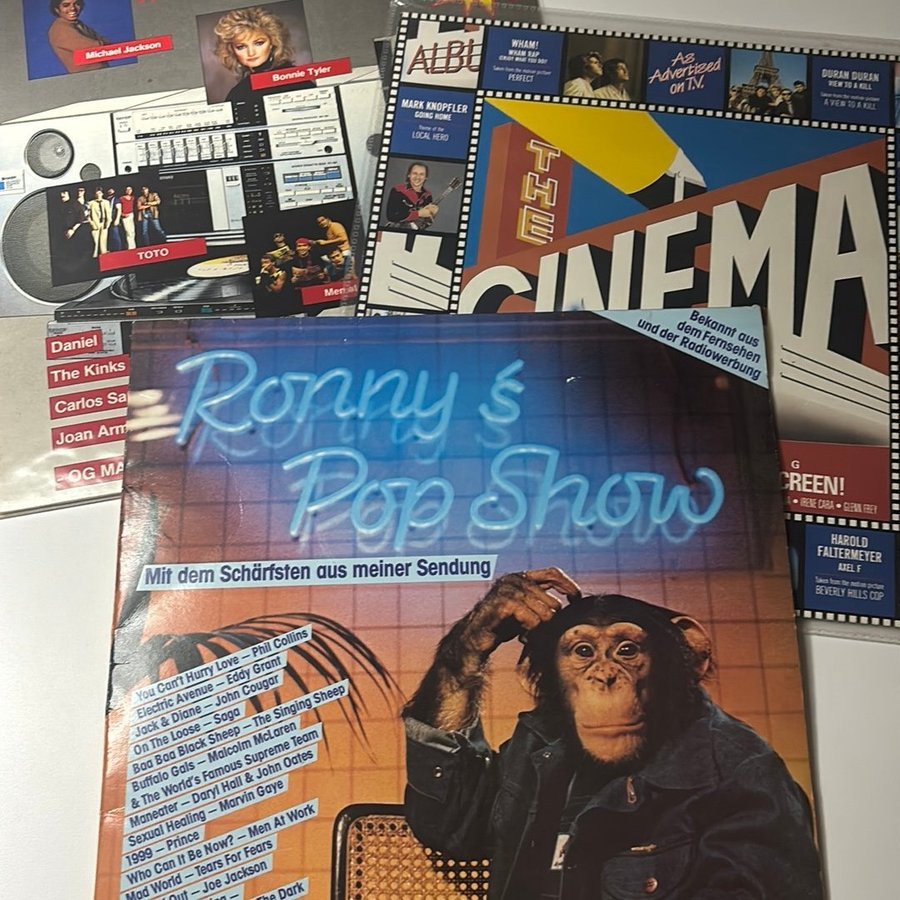 Michael Jackson
Bonnie Tyler
TOTO
Men at
Daniel
The Kinks
Carlos Sa
Joan Arm
OG MA
ALBU
WHAM!
WHAM RAP
(ENJOY WHAT YOU DO)
Taken from the motion picture
PERFECT
As
Advertised
on T.V.
DURAN DURAN
VIEW TO A KILL
Taken from the motion picture
A VIEW TO A KILL
MARK KNOPFLER
GOING HOME
Theme of the
LOCAL HERO
THE
CINEMA
G
CREEN!
A • IRENE CARA • GLENN FREY
HAROLD
FALTERMEYER
AXEL F
Taken from the motion picture
BEVERLY HILLS COP
Bekannt aus
dem Fernsehen
und der Radiowerbung
Ronny's
Pop Show
Mit dem Schärfsten aus meiner Sendung
You Can't Hurry Love – Phil Collins
Electric Avenue – Eddy Grant
Jack & Diane – John Cougar
On The Loose – Saga
Baa Baa Black Sheep – The Singing Sheep
Buffalo Gals – Malcolm McLaren
& The World's Famous Supreme Team
Maneater – Daryl Hall & John Oates
Sexual Healing – Marvin Gaye
1999 – Prince
Who Can It Be Now? – Men At Work
Mad World – Tears For Fears
Out – Joe Jackson
The Dark